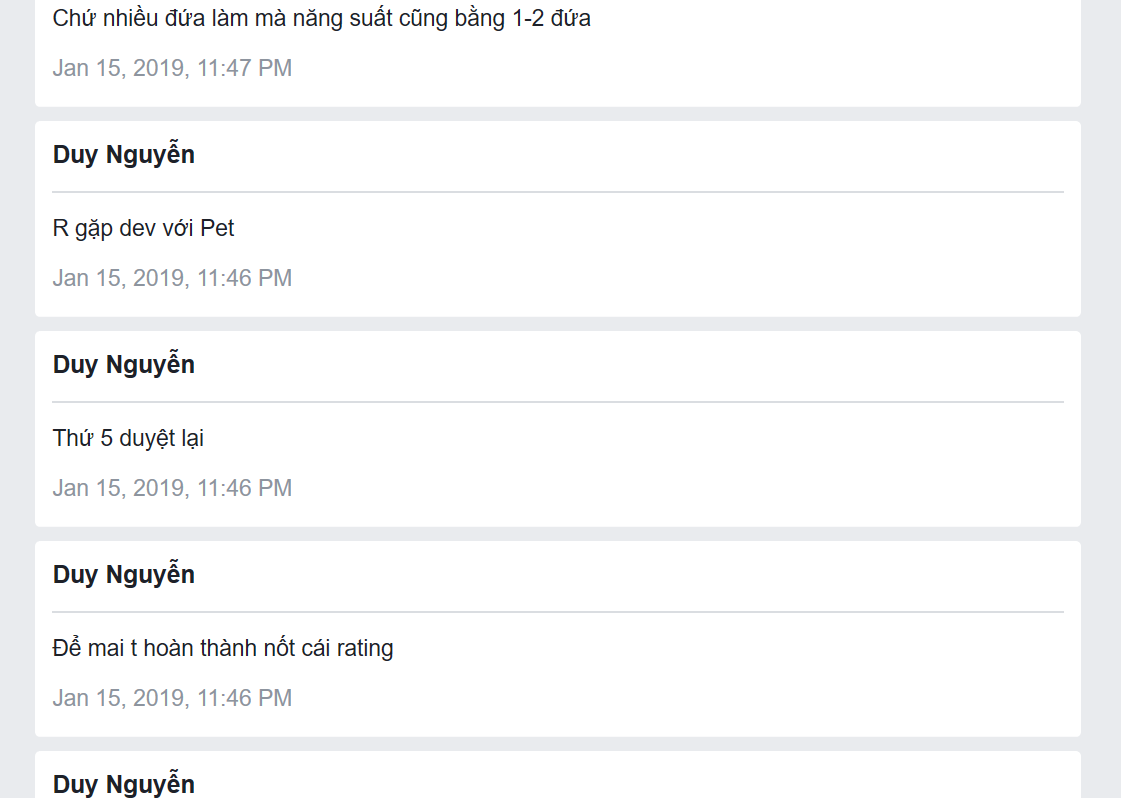 Chứ nhiều đứa làm mà năng suất cũng bằng 1-2 đứa
Jan 15, 2019, 11:47 PM
Duy Nguyễn
R gặp dev với Pet
Jan 15, 2019, 11:46 PM
Duy Nguyễn
Thứ 5 duyệt lại
Jan 15, 2019, 11:46 PM
Duy Nguyễn
Để mai t hoàn thành nốt cái rating
Jan 15, 2019, 11:46 PM
Duy Nguyễn